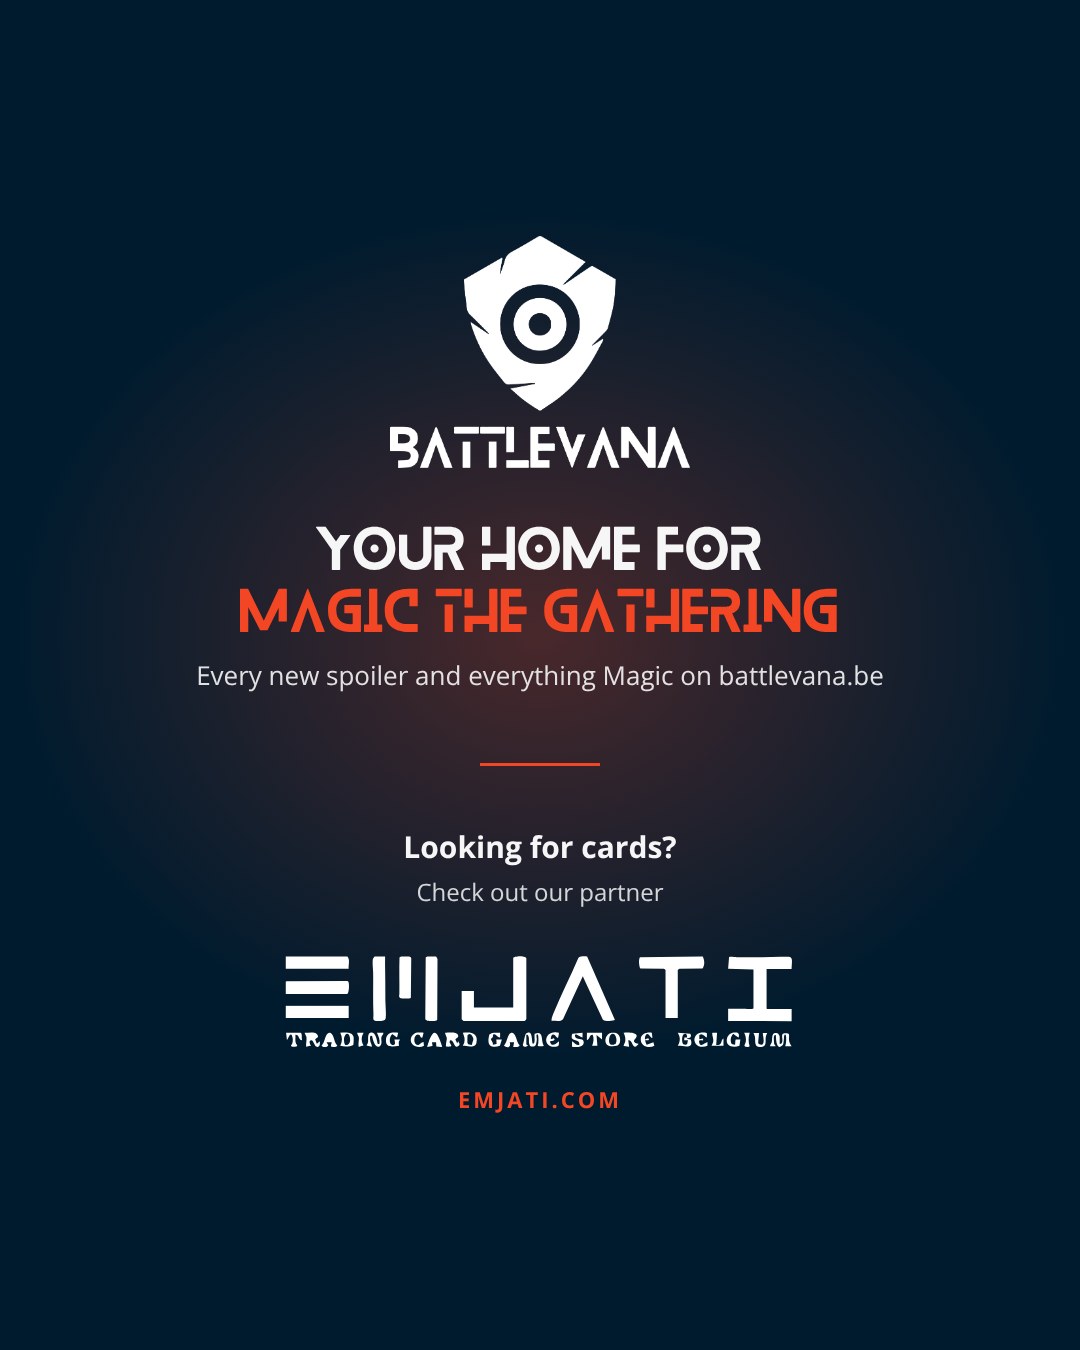 BATTLEVANA
YOUR HOME FOR
MAGIC THE GATHERING
Every new spoiler and everything Magic on battlevana.be
Looking for cards?
Check out our partner
EMJATI
TRADING CARD GAME STORE BELGIUM
EMJATI.COM